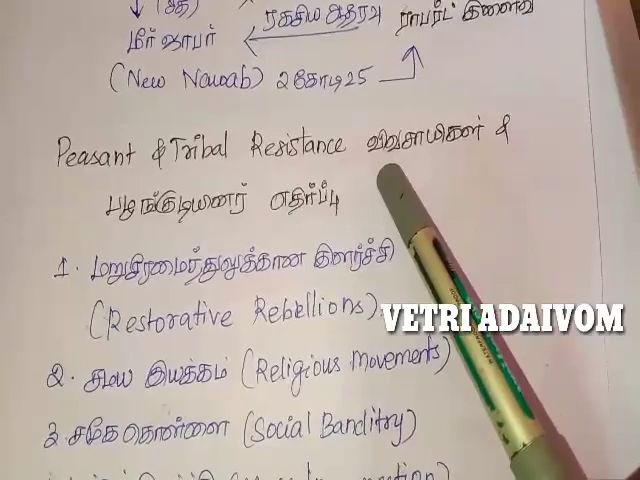 மீர் ஜாபர் ரகசிய ஆதரவு ராபர்ட்
(New Nawab) 2கோடி25
Peasant & Tribal Resistance விவசாயிகள் &
பழங்குடியினர் எதிர்ப்பு
1. மறுசீரமைத்தலுக்கான கிளர்ச்சி
(Restorative Rebellions)
VETRI ADAIVOM
2. சமய இயக்கம் (Religious Movements)
3. சமூக கொள்ளை (Social Banditry)